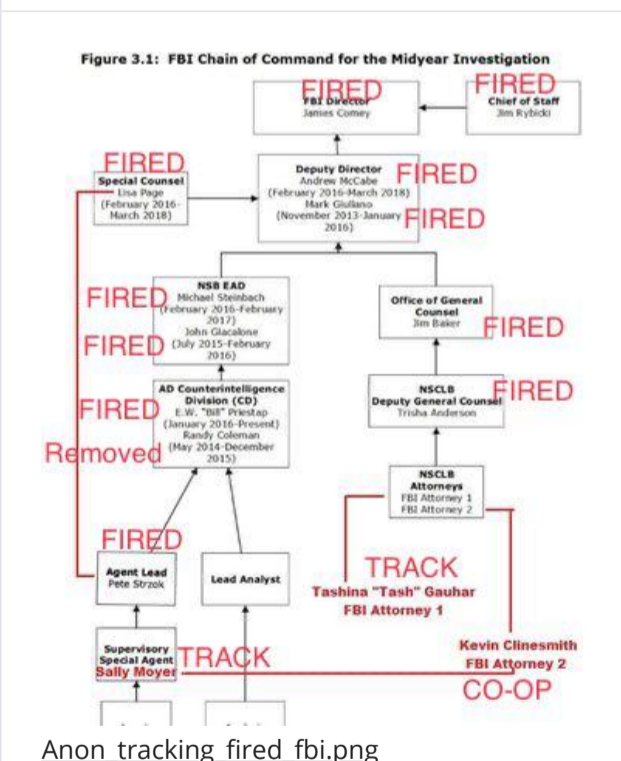 Figure 3.1: FBI Chain of Command for the Midyear Investigation
FIRED
FBI Director
James Comey
FIRED
Chief of Staff
Jim Rybicki
FIRED
Special Counsel
Lisa Page
(February 2016-
March 2018)
Deputy Director
Andrew McCabe
(February 2016-March 2018)
Mark Giuliano
(November 2013-January
2016)
FIRED
FIRED
NSB EAD
Michael Steinbach
(February 2016-February
2017)
John Giacalone
(July 2015-February
2016)
FIRED
FIRED
Office of General
Counsel
Jim Baker
FIRED
AD Counterintelligence
Division (CD)
E.W. "Bill" Priestap
(January 2016-Present)
Randy Coleman
(May 2014-December
2015)
FIRED
Removed
NSCLB
Deputy General Counsel
Trisha Anderson
FIRED
NSCLB
Attorneys
FBI Attorney 1
FBI Attorney 2
FIRED
Agent Lead
Pete Strzok
Lead Analyst
TRACK
Tashina "Tash" Gauhar
FBI Attorney 1
Supervisory
Special Agent
Sally Moyer
TRACK
Kevin Clinesmith
FBI Attorney 2
CO-OP
Anon_tracking_fired_fbi.png